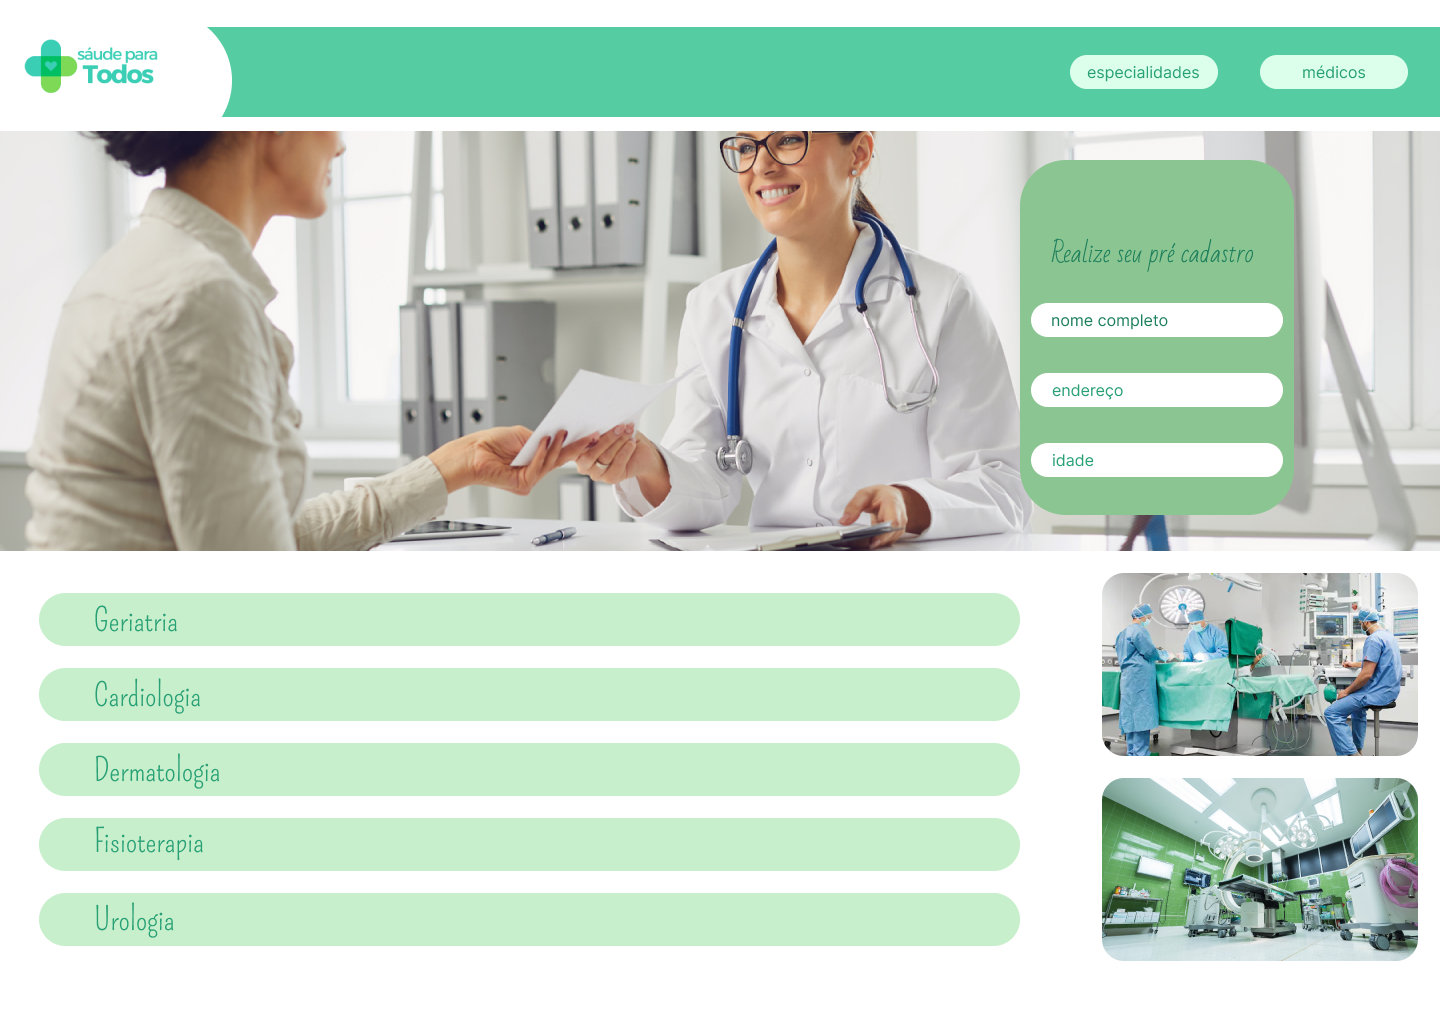 sáude para
Todos
especialidades
médicos
Realize seu pré cadastro
nome completo
endereço
idade
Geriatria
Cardiologia
Dermatologia
Fisioterapia
Urologia